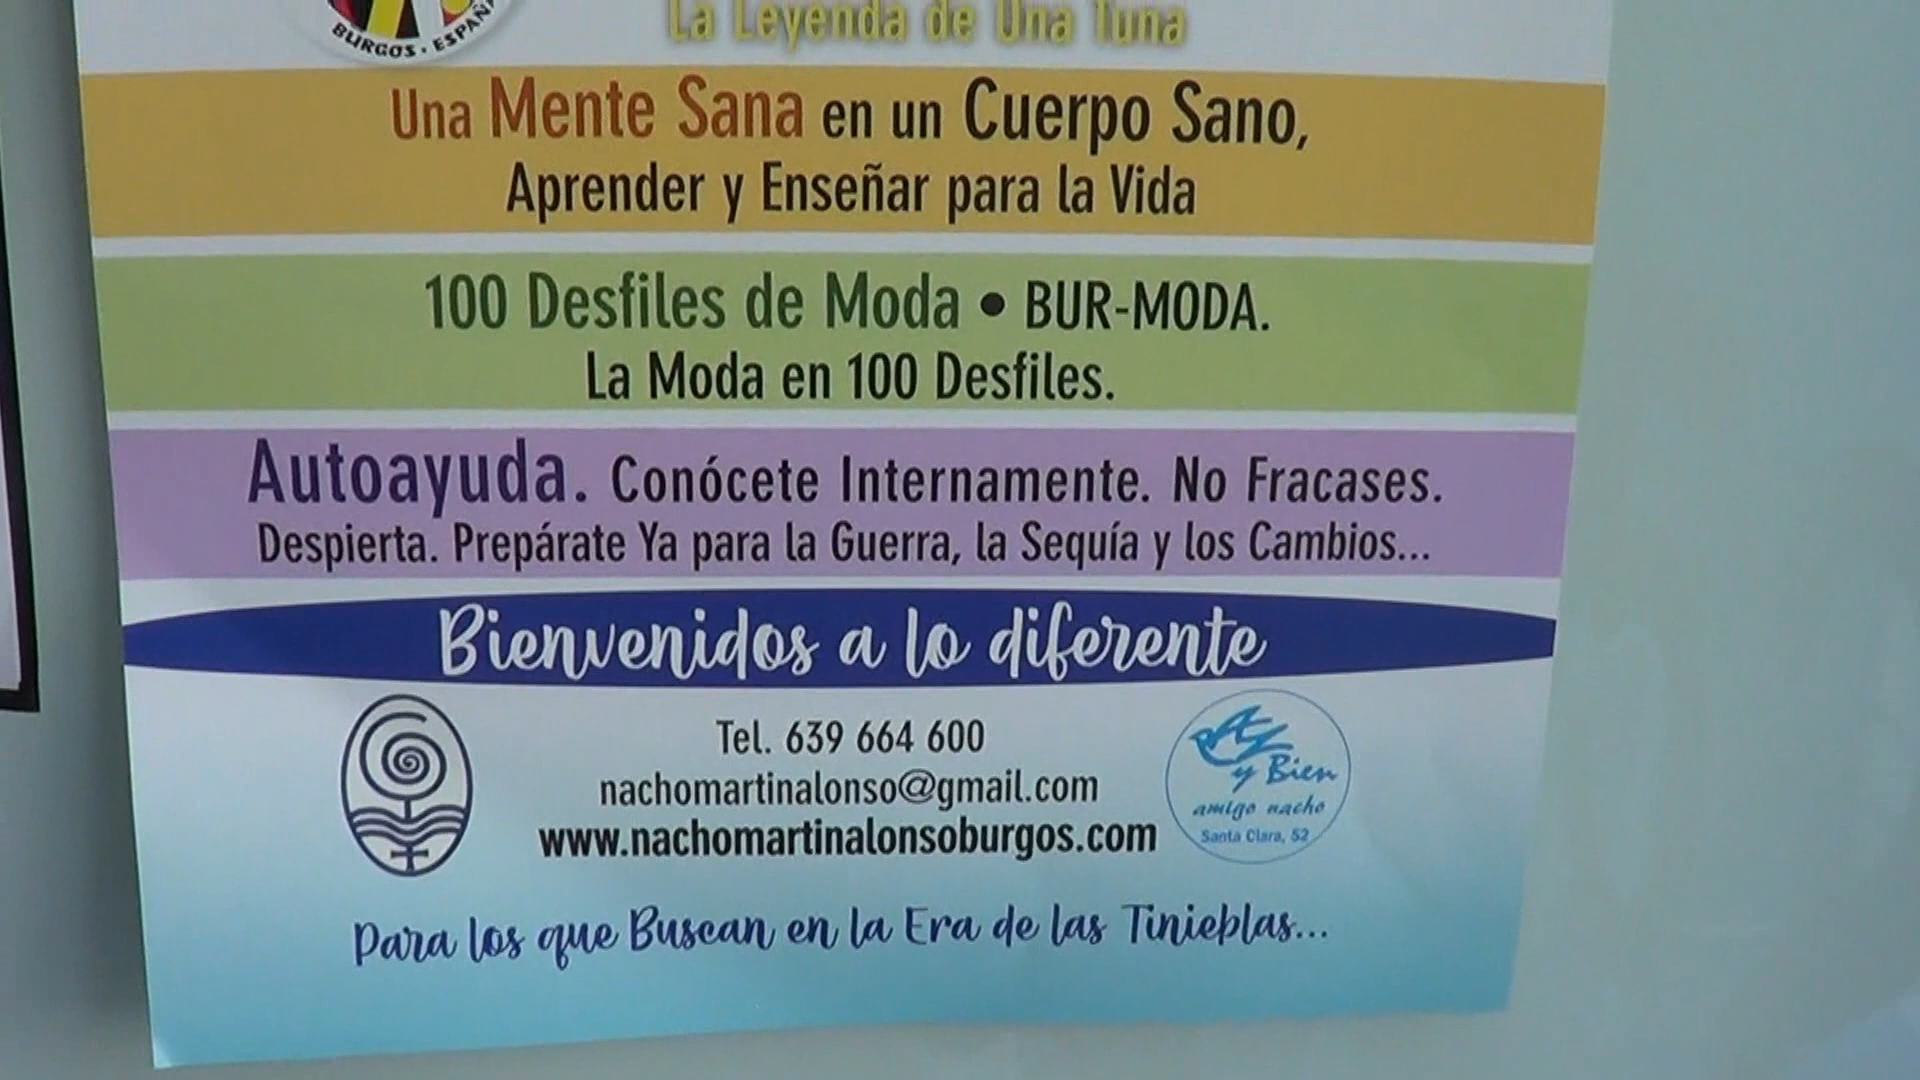 BURGOS · ESPAÑA
La Leyenda de Una Tuna
Una Mente Sana en un Cuerpo Sano,
Aprender y Enseñar para la Vida
100 Desfiles de Moda • BUR-MODA.
La Moda en 100 Desfiles.
Autoayuda. Conócete Internamente. No Fracases.
Despierta. Prepárate Ya para la Guerra, la Sequía y los Cambios...
Bienvenidos a lo diferente
Tel. 639 664 600
nachomartinalonso@gmail.com
www.nachomartinalonsoburgos.com
y Bien
amigo nacho
Santa Clara, 52
Para los que Buscan en la Era de las Tinieblas...